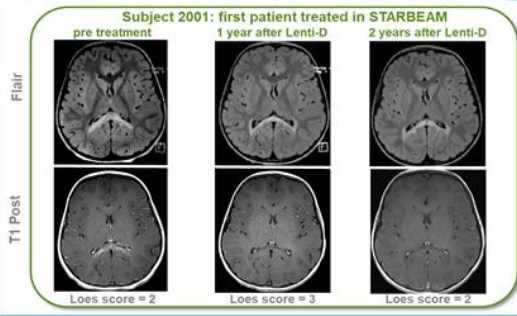 Subject 2001: first patient treated in STARBEAM
pre treatment
1 year after Lenti-D
2 years after Lenti-D
Flair
T1 Post
Loes score = 2
Loes score = 3
Loes score = 2